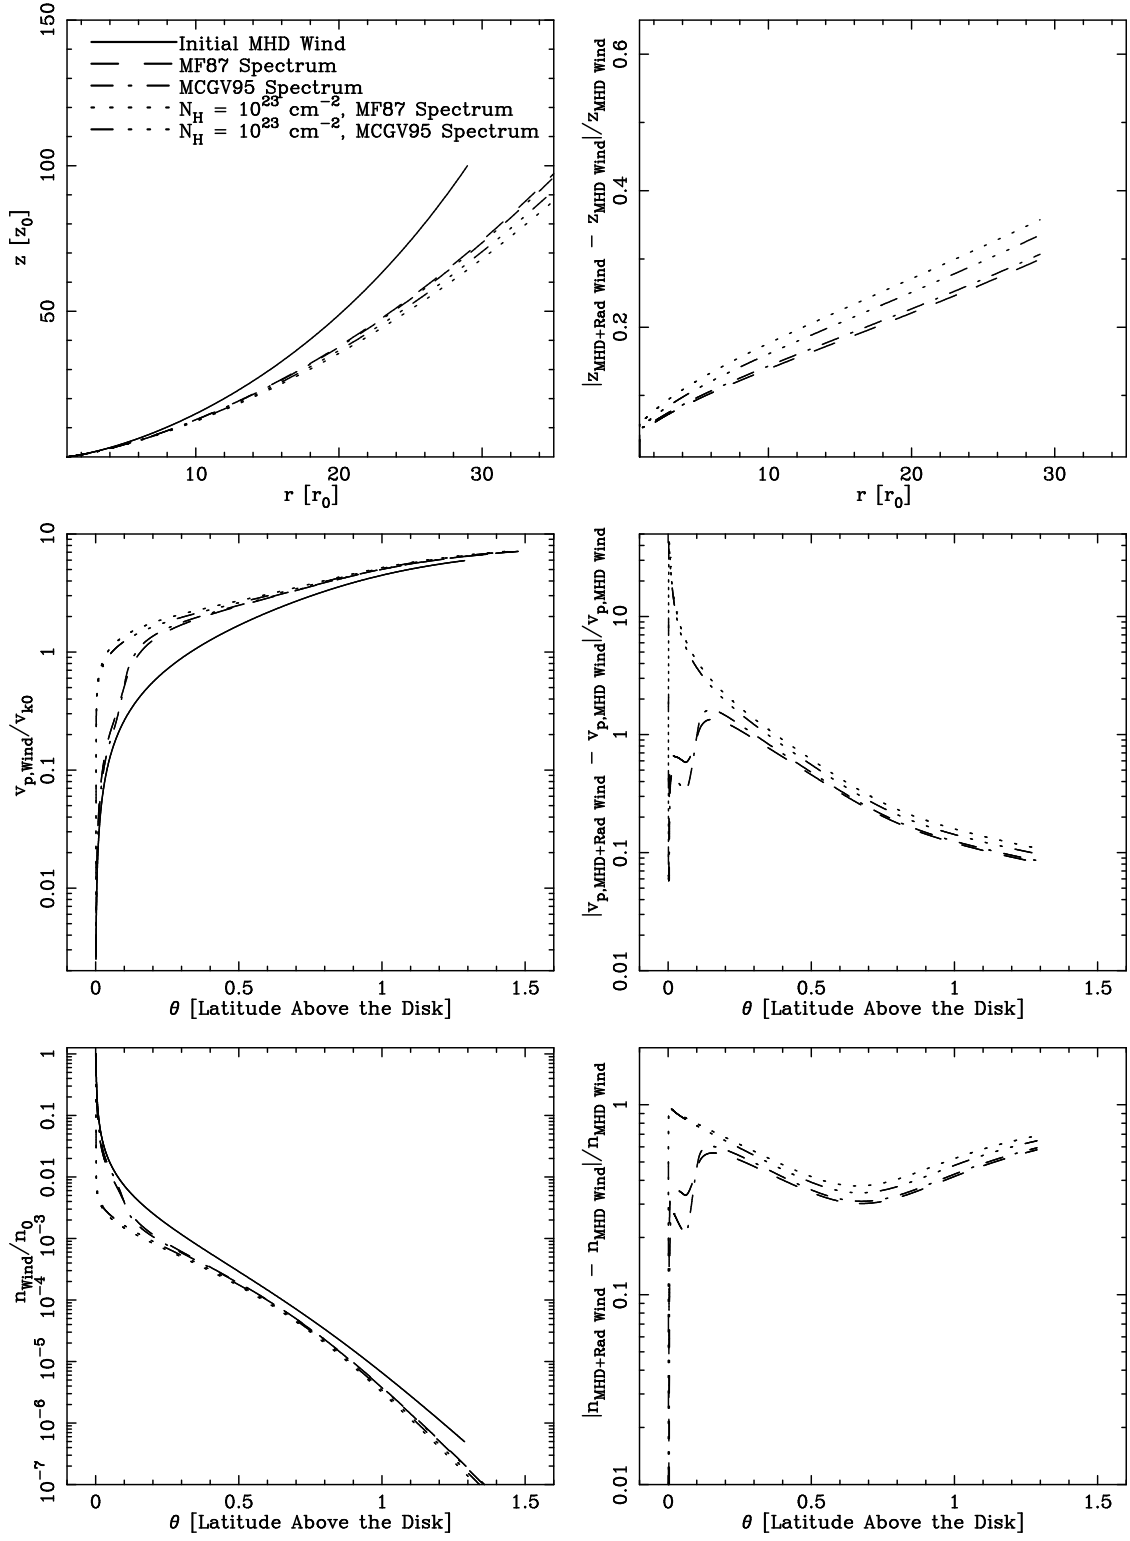 Initial MHD Wind
MF87 Spectrum
MCGV95 Spectrum
N_H = 10^23 cm^-2, MF87 Spectrum
N_H = 10^23 cm^-2, MCGV95 Spectrum
z [z_0]
150
100
50
10 20 30
r [r_0]
|z_MHD+Rad Wind − z_MHD Wind|/z_MHD Wind
0.6
0.4
0.2
10 20 30
r [r_0]
v_p,Wind/v_k0
10
1
0.1
0.01
0 0.5 1 1.5
θ [Latitude Above the Disk]
|v_p,MHD+Rad Wind − v_p,MHD Wind|/v_p,MHD Wind
10
1
0.1
0.01
0 0.5 1 1.5
θ [Latitude Above the Disk]
n_Wind/n_0
1
0.1
0.01
10^-3
10^-4
10^-5
10^-6
10^-7
0 0.5 1 1.5
θ [Latitude Above the Disk]
|n_MHD+Rad Wind − n_MHD Wind|/n_MHD Wind
1
0.1
0.01
0 0.5 1 1.5
θ [Latitude Above the Disk]